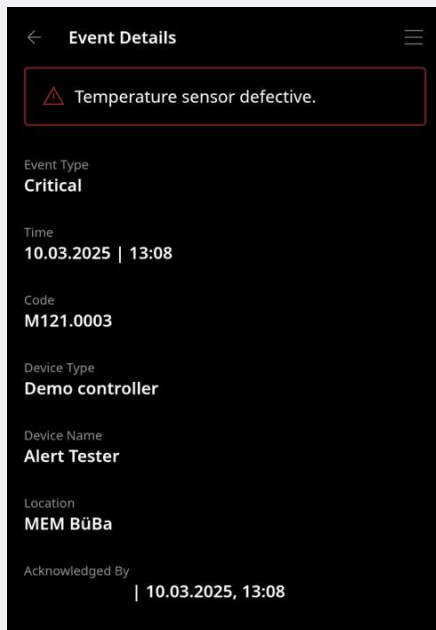 Event Details
Temperature sensor defective.
Event Type
Critical
Time
10.03.2025 | 13:08
Code
M121.0003
Device Type
Demo controller
Device Name
Alert Tester
Location
MEM BüBa
Acknowledged By
| 10.03.2025, 13:08